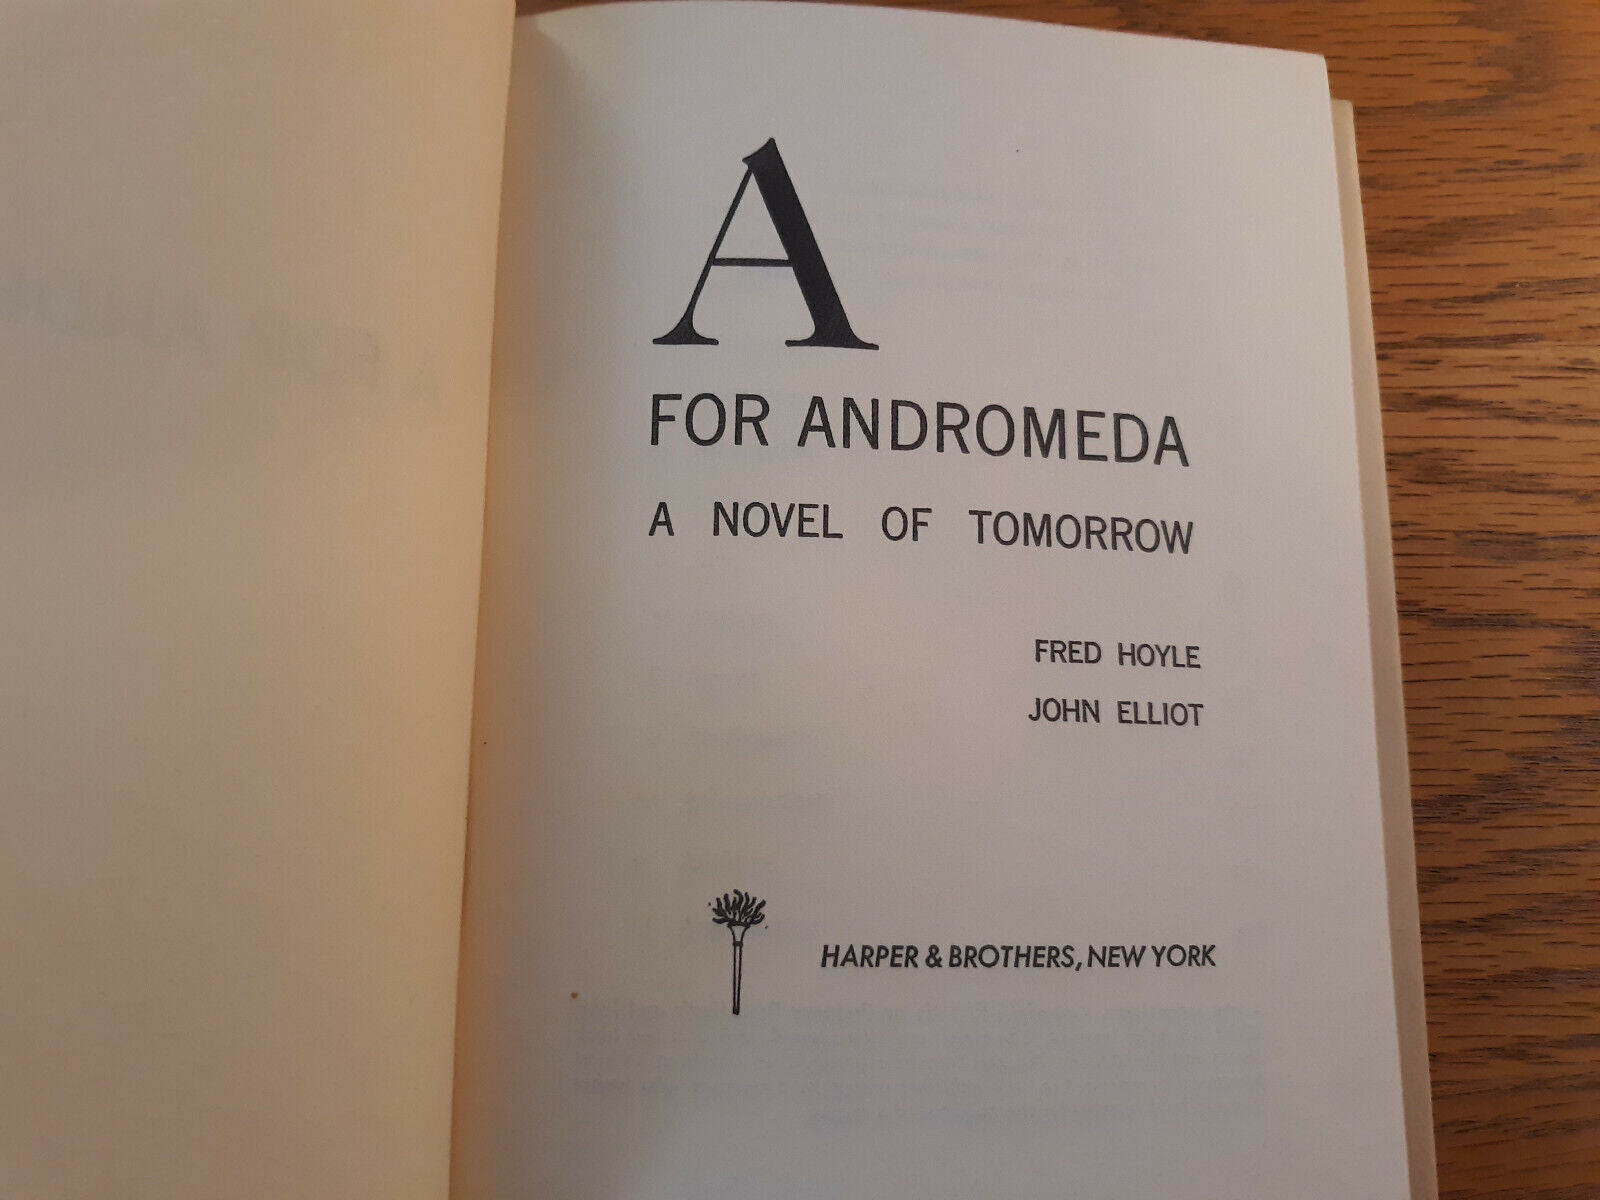 A
FOR ANDROMEDA
A NOVEL OF TOMORROW
FRED HOYLE
JOHN ELLIOT
HARPER & BROTHERS, NEW YORK